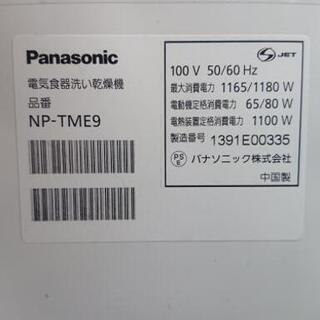 Panasonic
電気食器洗い乾燥機
品番
NP-TME9
S JET
100 V 50/60 Hz
最大消費電力 1165/1180 W
電動機定格消費電力 65/80 W
電熱装置定格消費電力 1100 W
製造番号 1391E00335
PS E パナソニック株式会社
中国製